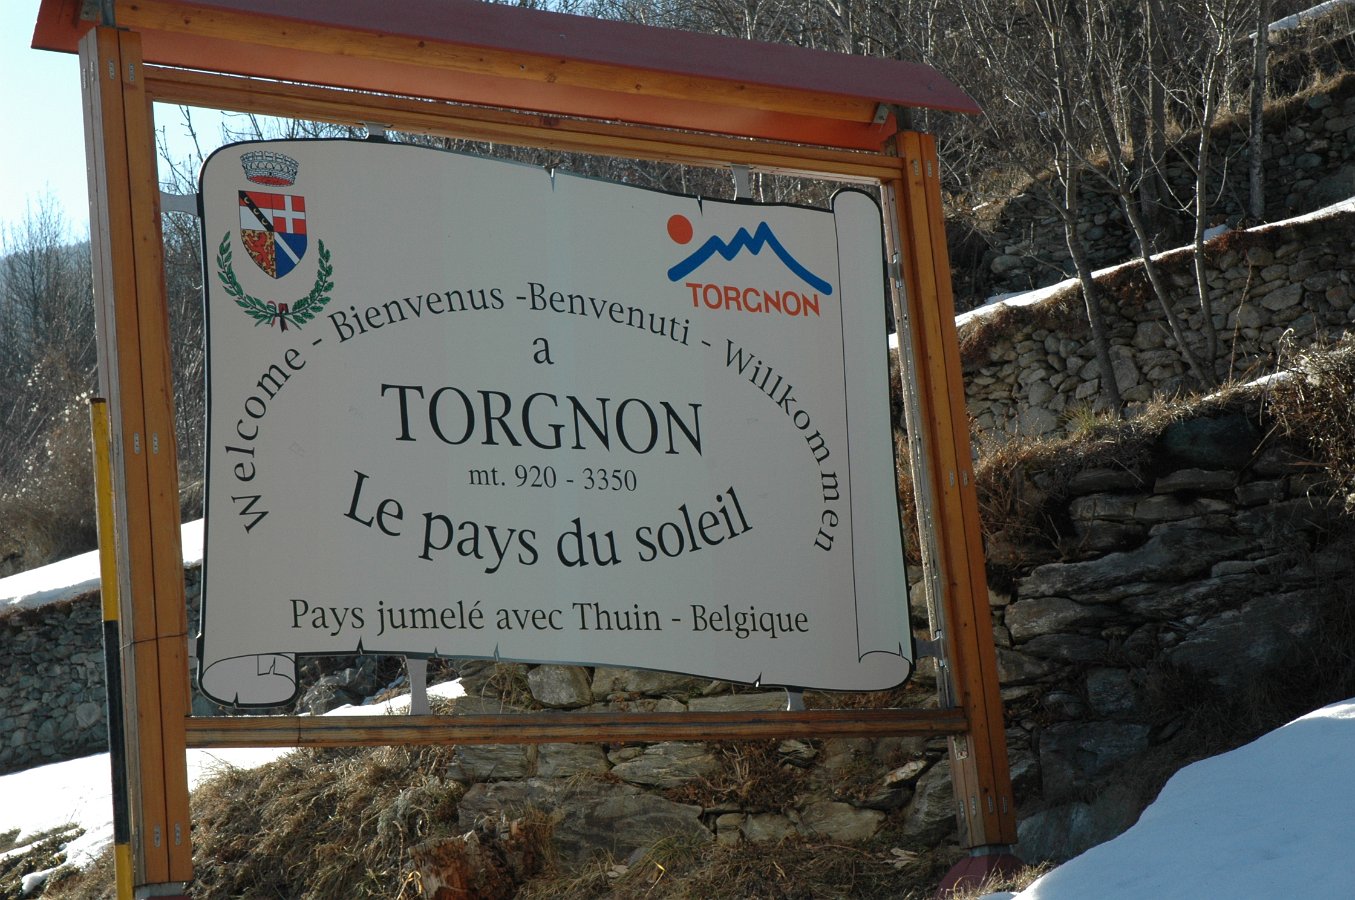 TORGNON
Welcome - Bienvenus - Benvenuti - Willkommen
a
TORGNON
mt. 920 - 3350
Le pays du soleil
Pays jumelé avec Thuin - Belgique